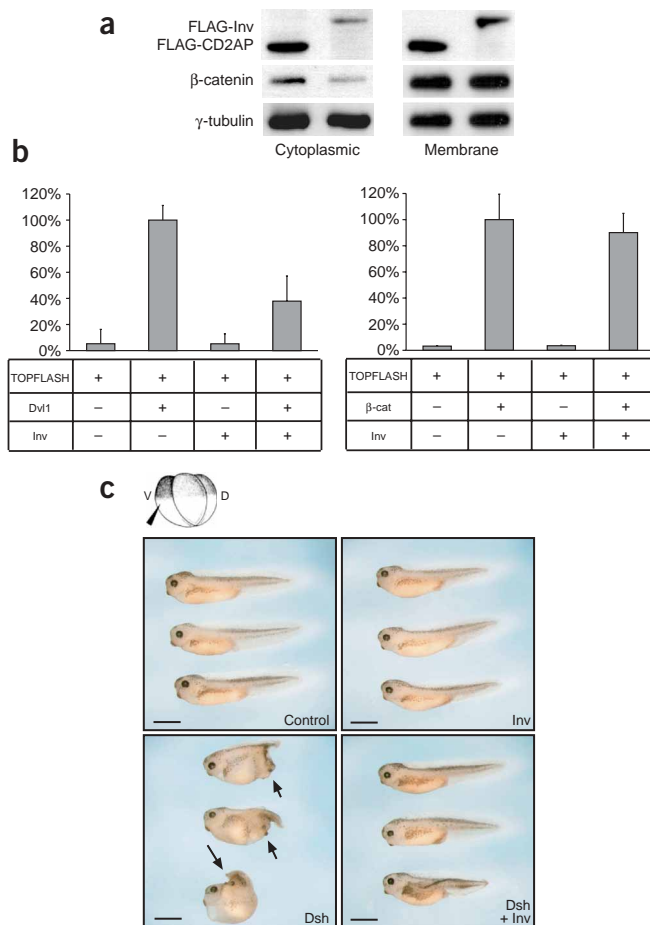 a
FLAG-Inv
FLAG-CD2AP
β-catenin
γ-tubulin
Cytoplasmic Membrane
b
120%
100%
80%
60%
40%
20%
0%
TOPFLASH + + + +
Dvl1 – + – +
Inv – – + +
120%
100%
80%
60%
40%
20%
0%
TOPFLASH + + + +
β-cat – + – +
Inv – – + +
c
V D
Control
Inv
Dsh
Dsh
+ Inv